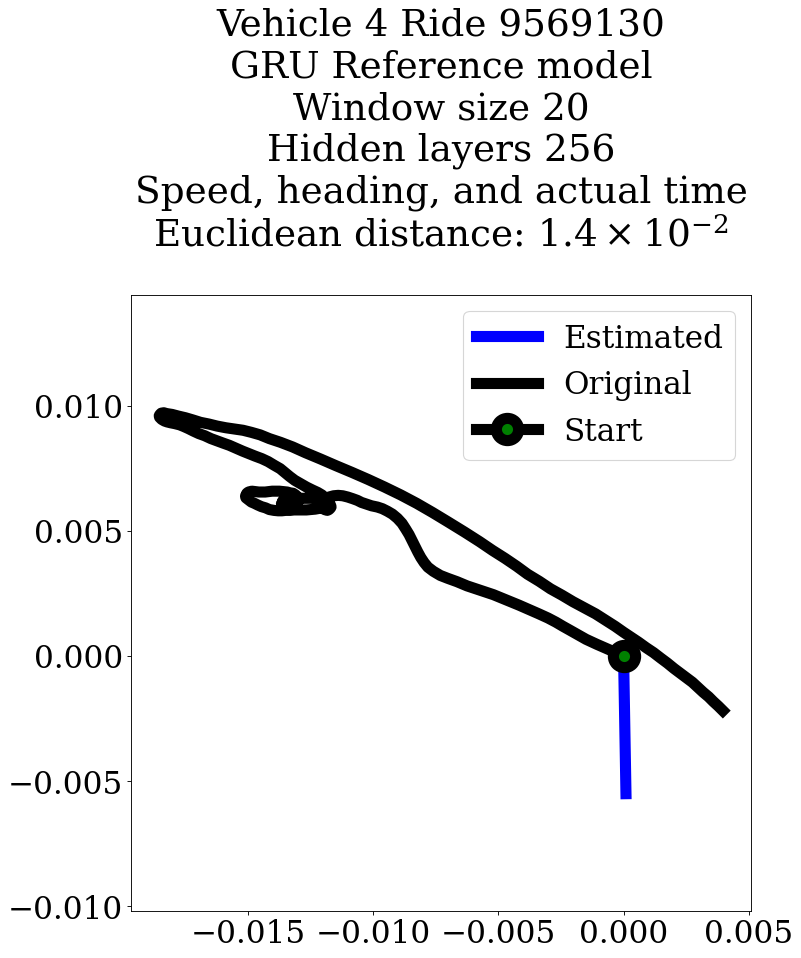 Vehicle 4 Ride 9569130
GRU Reference model
Window size 20
Hidden layers 256
Speed, heading, and actual time
Euclidean distance: 1.4 × 10⁻²
Estimated
Original
Start
0.010
0.005
0.000
−0.005
−0.010
−0.015 −0.010 −0.005 0.000 0.005